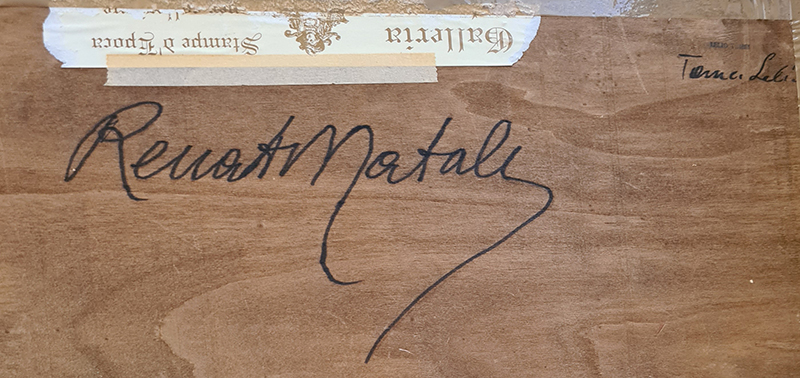 Galleria
Stampe d'Epoca
Renato Natali